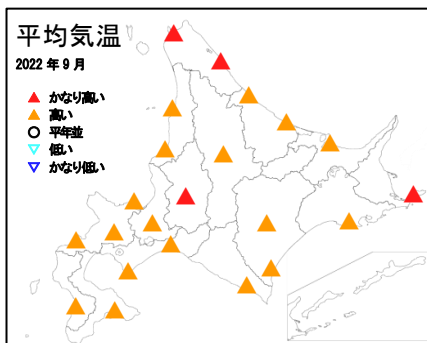 平均気温
2022 年 9 月
かなり高い
高い
平年並
低い
かなり低い